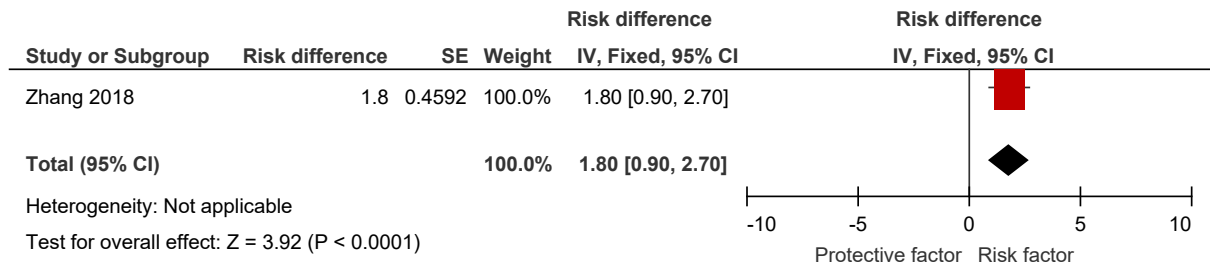 Risk difference Risk difference
Study or Subgroup Risk difference SE Weight IV, Fixed, 95% CI IV, Fixed, 95% CI
Zhang 2018 1.8 0.4592 100.0% 1.80 [0.90, 2.70]
Total (95% CI) 100.0% 1.80 [0.90, 2.70]
Heterogeneity: Not applicable
Test for overall effect: Z = 3.92 (P < 0.0001)
-10 -5 0 5 10
Protective factor Risk factor